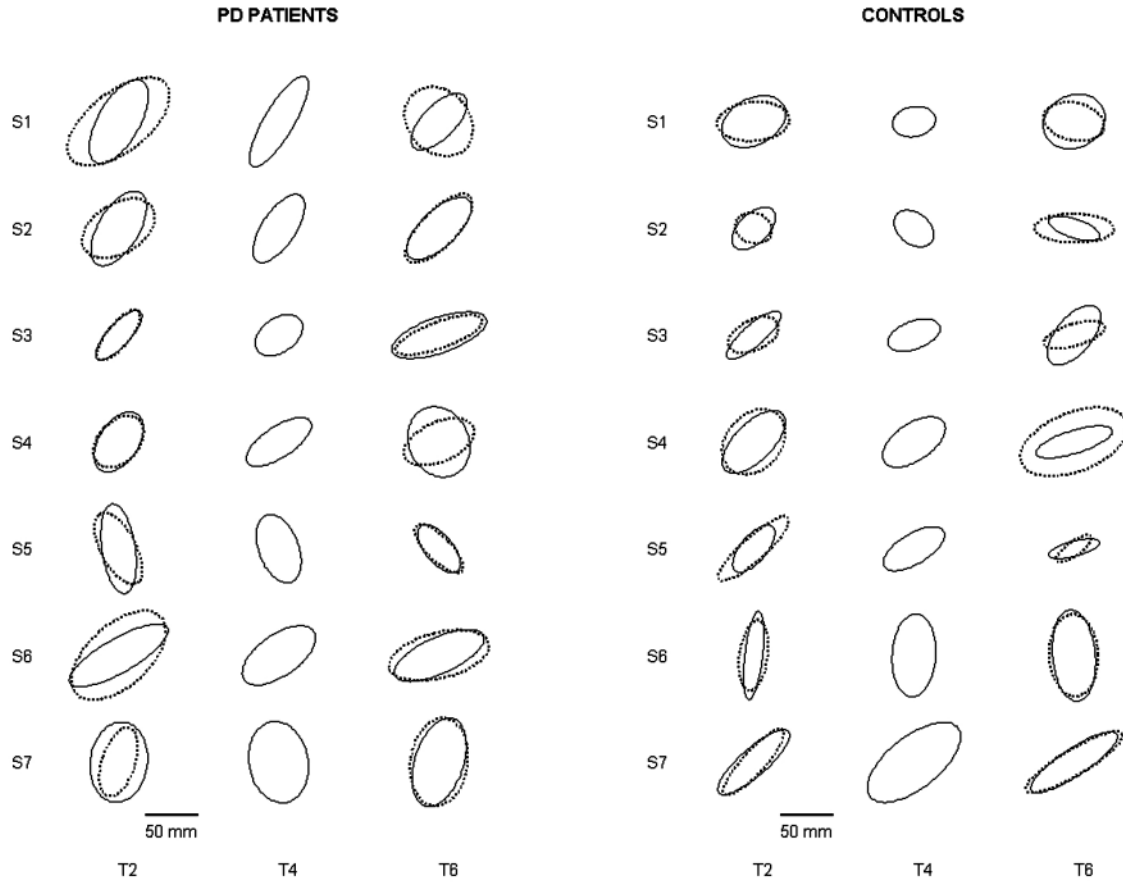 PD PATIENTS CONTROLS
S1 S1
S2 S2
S3 S3
S4 S4
S5 S5
S6 S6
S7 S7
50 mm 50 mm
T2 T4 T6 T2 T4 T6